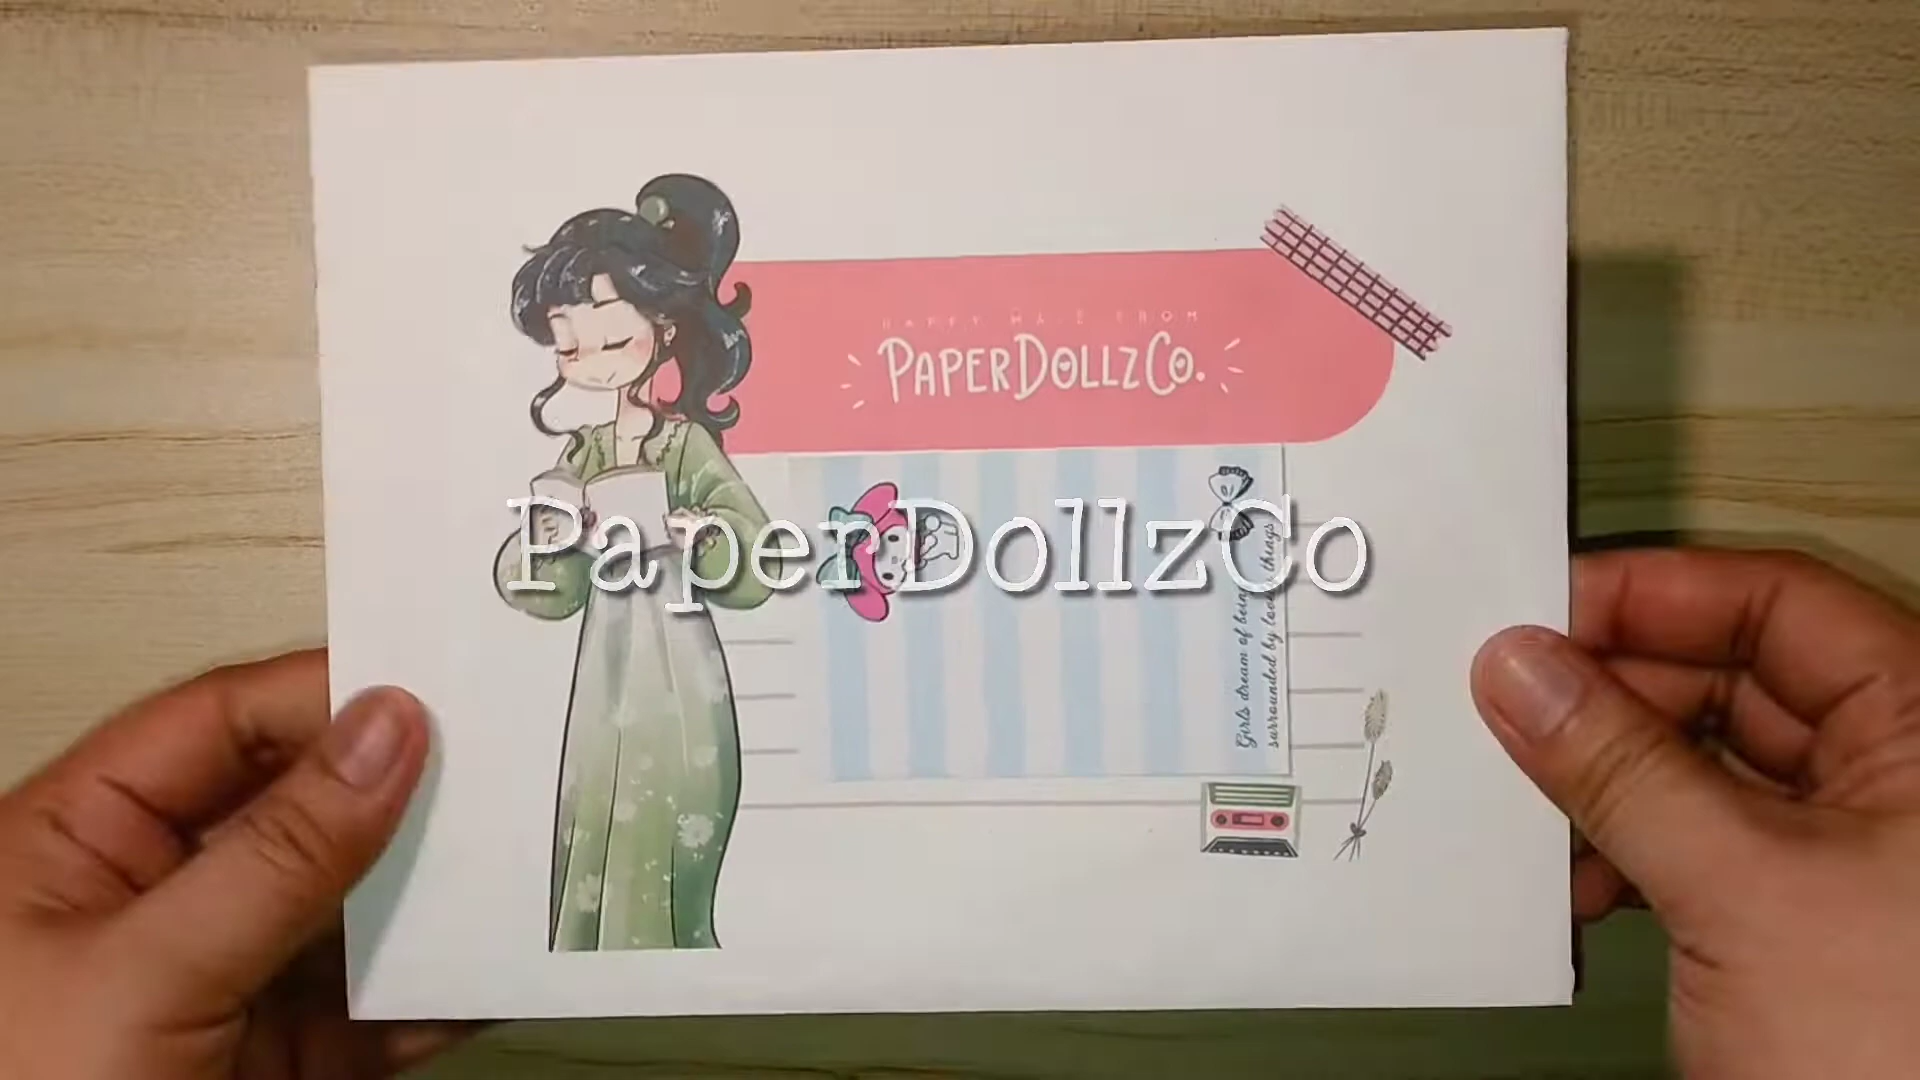 HAPPY MAIL FROM
PAPERDOLLZCO.
PaperDollzCo
Girls dream of being
surrounded by lovely things